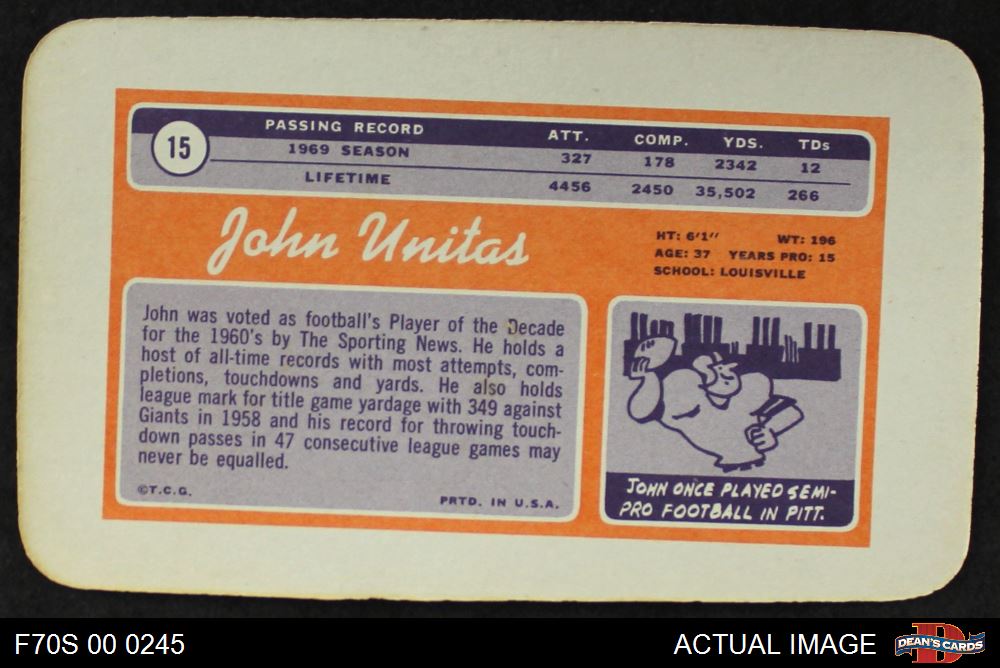 15
PASSING RECORD ATT. COMP. YDS. TDs
1969 SEASON 327 178 2342 12
LIFETIME 4456 2450 35,502 266
John Unitas
HT: 6'1" WT: 196
AGE: 37 YEARS PRO: 15
SCHOOL: LOUISVILLE
John was voted as football's Player of the Decade
for the 1960's by The Sporting News. He holds a
host of all-time records with most attempts, com-
pletions, touchdowns and yards. He also holds
league mark for title game yardage with 349 against
Giants in 1958 and his record for throwing touch-
down passes in 47 consecutive league games may
never be equalled.
©T.C.G. PRTD. IN U.S.A.
JOHN ONCE PLAYED SEMI-
PRO FOOTBALL IN PITT.
F70S 00 0245 ACTUAL IMAGE DEAN'S CARDS